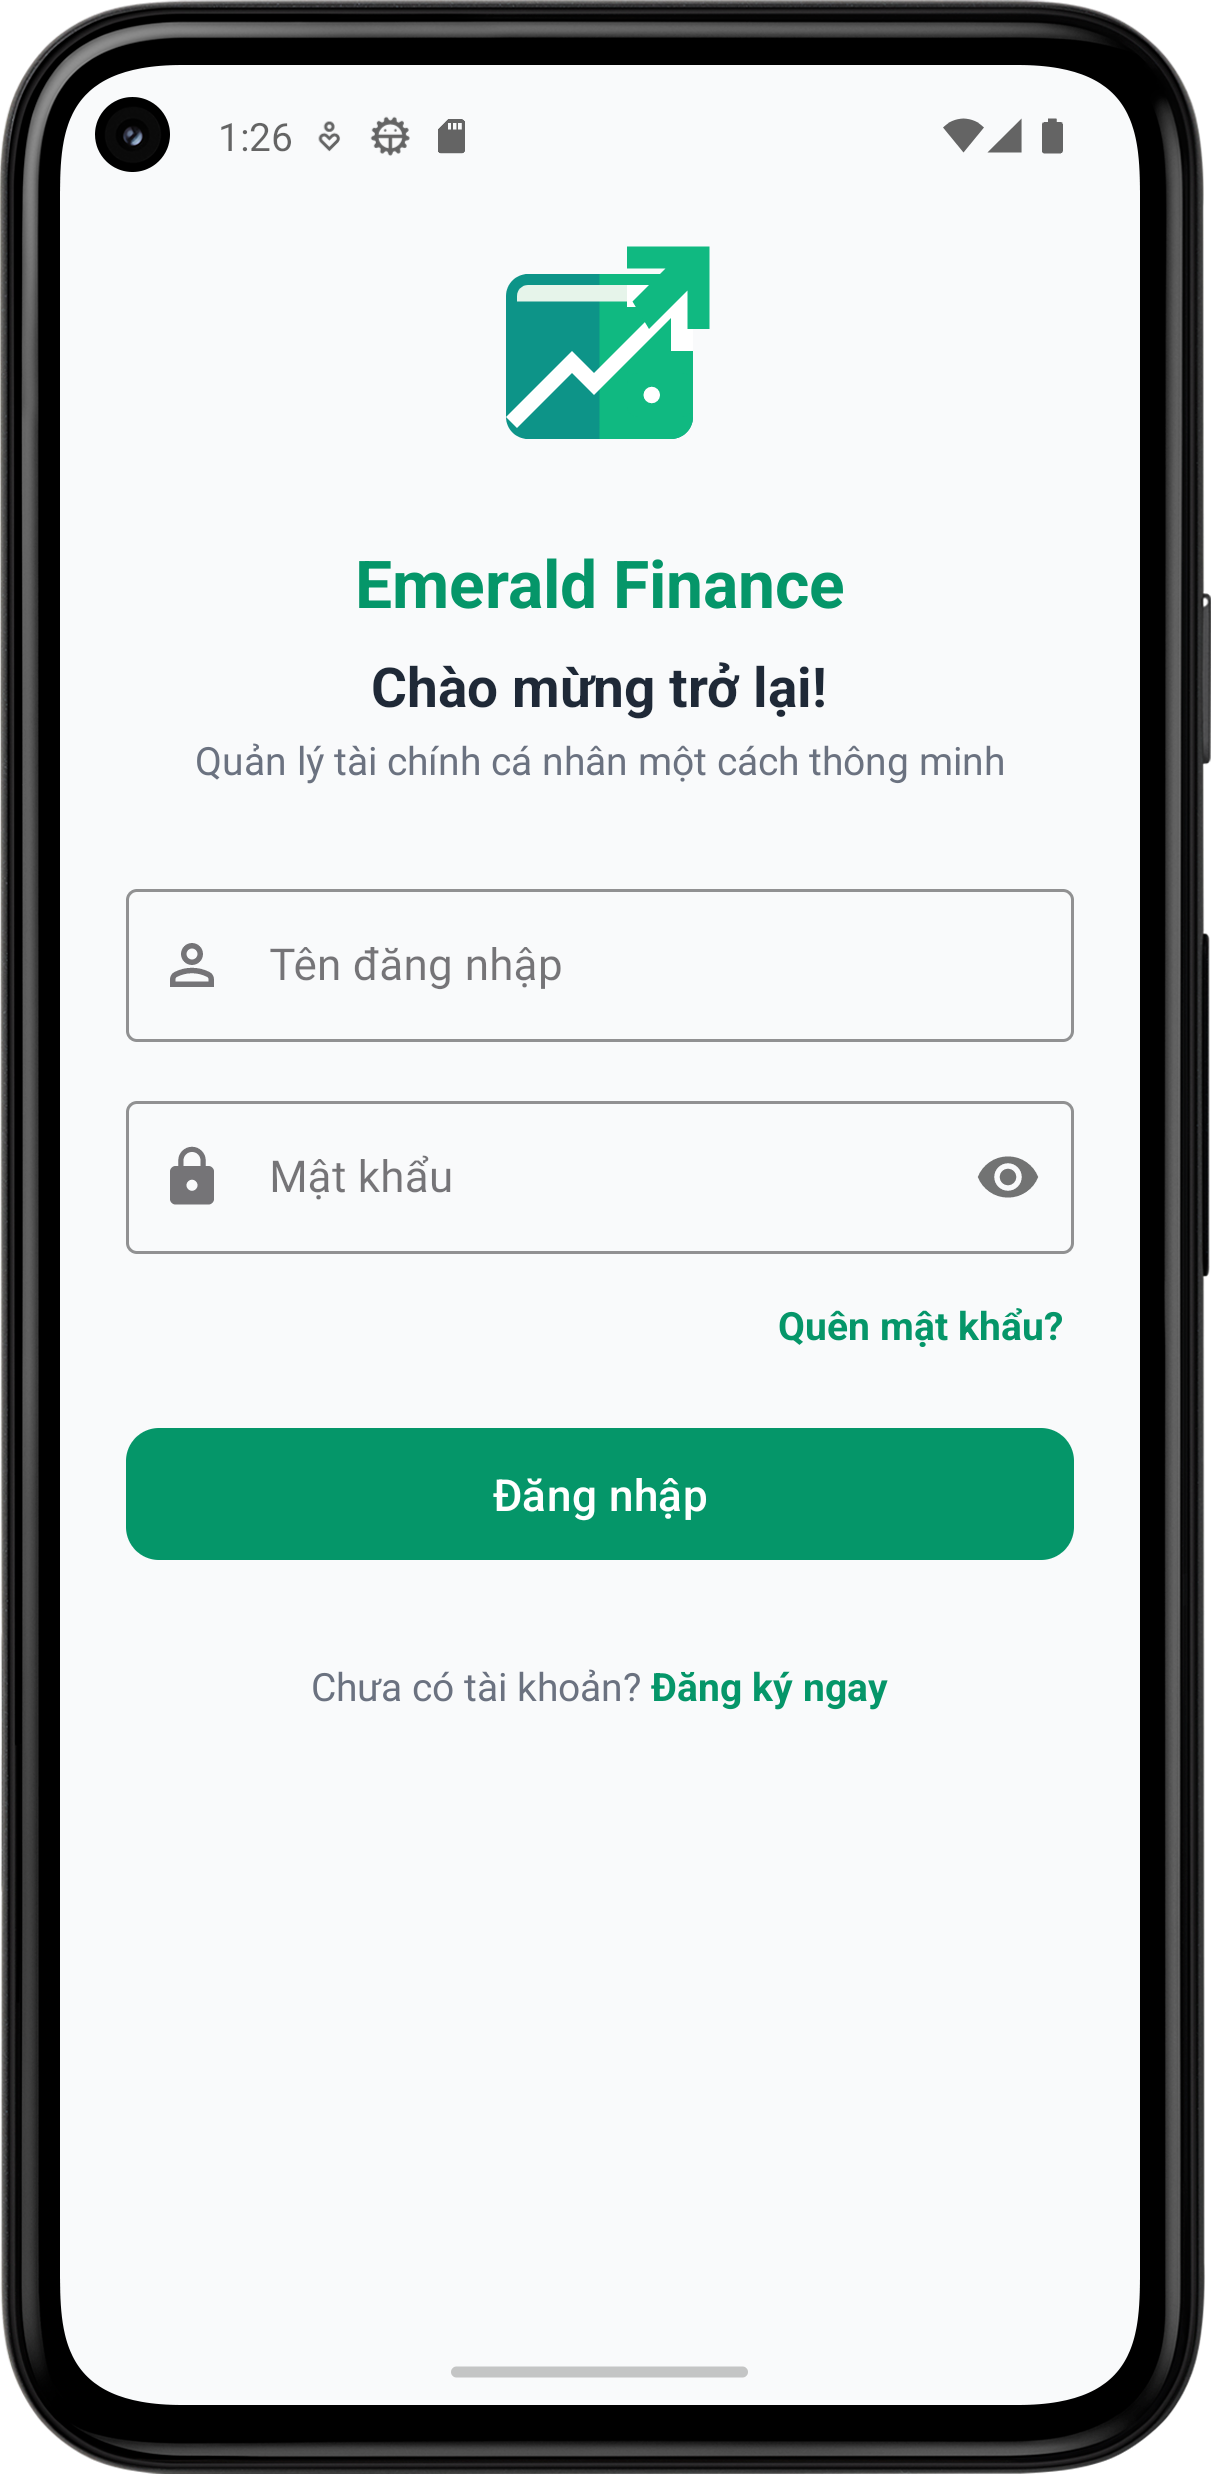 1:26
Emerald Finance
Chào mừng trở lại!
Quản lý tài chính cá nhân một cách thông minh
Tên đăng nhập
Mật khẩu
Quên mật khẩu?
Đăng nhập
Chưa có tài khoản? Đăng ký ngay